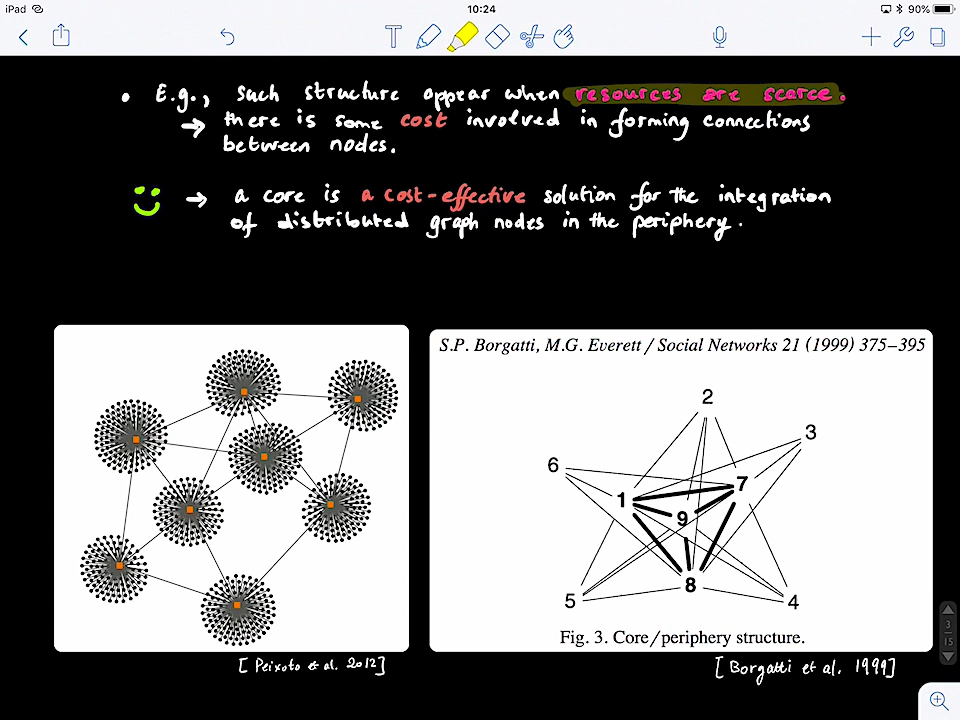 iPad
10:24
90%
T
• E.g., such structure appear when resources are scarce.
→ there is some cost involved in forming connections
between nodes.
→ a core is a cost-effective solution for the integration
of distributed graph nodes in the periphery.
S.P. Borgatti, M.G. Everett / Social Networks 21 (1999) 375–395
2
3
6
7
1
9
8
5
4
Fig. 3. Core/periphery structure.
[Peixoto et al. 2012]
[Borgatti et al. 1999]
3
15